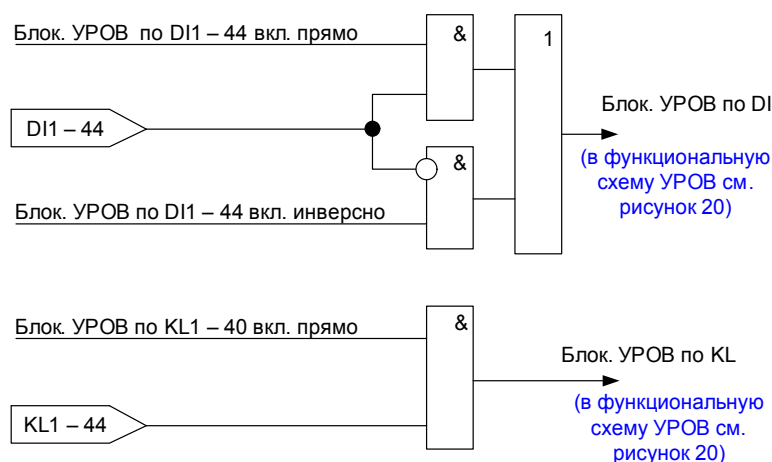 Блок. УРОВ по DI1 – 44 вкл. прямо
&
1
DI1 – 44
Блок. УРОВ по DI
(в функциональную
схему УРОВ см.
рисунок 20)
&
Блок. УРОВ по DI1 – 44 вкл. инверсно
Блок. УРОВ по KL1 – 40 вкл. прямо
&
Блок. УРОВ по KL
(в функциональную
схему УРОВ см.
рисунок 20)
KL1 – 44